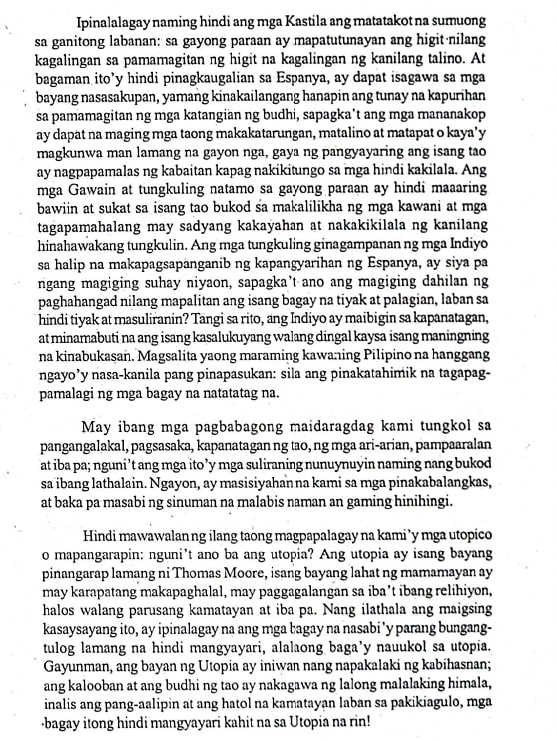 Ipinalalagay naming hindi ang mga Kastila ang matatakot na sumuong
sa ganitong labanan: sa gayong paraan ay mapatutunayan ang higit nilang
kagalingan sa pamamagitan ng higit na kagalingan ng kanilang talino. At
bagaman ito'y hindi pinagkaugalian sa Espanya, ay dapat isagawa sa mga
bayang nasasakupan, yamang kinakailangang hanapin ang tunay na kapurihan
sa pamamagitan ng mga katangian ng budhi, sapagka't ang mga mananakop
ay dapat na maging mga taong makakatarungan, matalino at matapat o kaya'y
magkunwa man lamang na gayon nga, gaya ng pangyayaring ang isang tao
ay nagpapamalas ng kabaitan kapag nakikitungo sa mga hindi kakilala. Ang
mga Gawain at tungkuling natamo sa gayong paraan ay hindi maaaring
bawiin at sukat sa isang tao bukod sa makalilikha ng mga kawani at mga
tagapamahalang may sadyang kakayahan at nakakikilala ng kanilang
hinahawakang tungkulin. Ang mga tungkuling ginagampanan ng mga Indiyo
sa halip na makapagsapanganib ng kapangyarihan ng Espanya, ay siya pa
ngang magiging suhay niyaon, sapagka't ano ang magiging dahilan ng
paghahangad nilang mapalitan ang isang bagay na tiyak at palagian, laban sa
hindi tiyak at masuliranin? Tangi sa rito, ang Indiyo ay maibigin sa kapanatagan,
at minamabuti na ang isang kasalukuyang walang dingal kaysa isang maningning
na kinabukasan. Magsalita yaong maraming kawaning Pilipino na hanggang
ngayo'y nasa-kanila pang pinapasukan: sila ang pinakatahimik na tagapag-
pamalagi ng mga bagay na natatatag na.
May ibang mga pagbabagong maidaragdag kami tungkol sa
pangangalakal, pagsasaka, kapanatagan ng tao, ng mga ari-arian, pampaaralan
at iba pa; nguni't ang mga ito'y mga suliraning nunuynuyin naming nang bukod
sa ibang lathalain. Ngayon, ay masisiyahan na kami sa mga pinakabalangkas,
at baka pa masabi ng sinuman na malabis naman an gaming hinihingi.
Hindi mawawalan ng ilang taong magpapalagay na kami'y mga utopico
o mapangarapin: nguni't ano ba ang utopia? Ang utopia ay isang bayang
pinangarap lamang ni Thomas Moore, isang bayang lahat ng mamamayan ay
may karapatang makapaghalal, may paggagalangan sa iba't ibang relihiyon,
halos walang parusang kamatayan at iba pa. Nang ilathala ang maigsing
kasaysayang ito, ay ipinalagay na ang mga bagay na nasabi'y parang bungang-
tulog lamang na hindi mangyayari, alalaong baga'y nauukol sa utopia.
Gayunman, ang bayan ng Utopia ay iniwan nang napakalaki ng kabihasnan;
ang kalooban at ang budhi ng tao ay nakagawa ng lalong malalaking himala,
inalis ang pang-aalipin at ang hatol na kamatayan laban sa pakikiagulo, mga
bagay itong hindi mangyayari kahit na sa Utopia na rin!